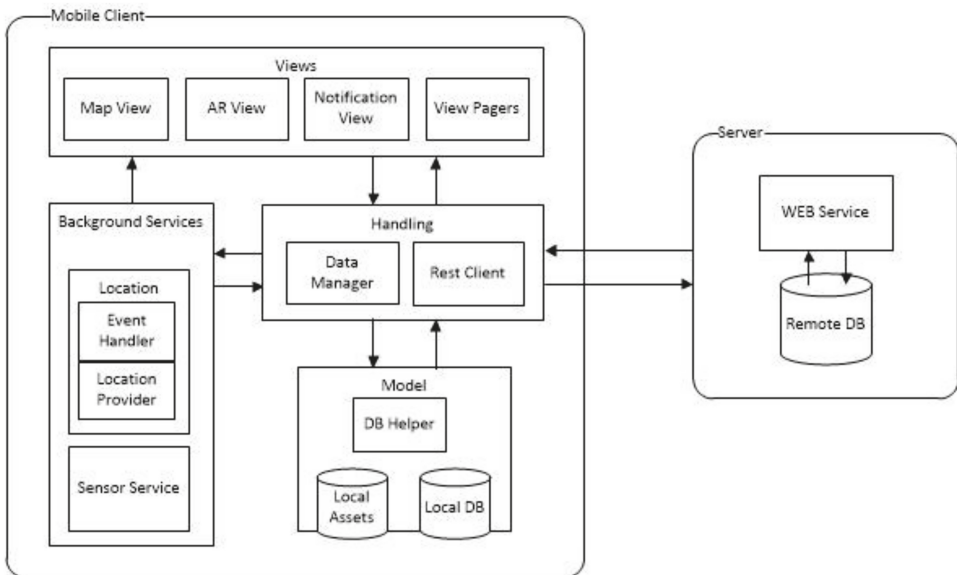 Mobile Client
Views
Map View
AR View
Notification
View
View Pagers
Server
WEB Service
Remote DB
Background Services
Location
Event
Handler
Location
Provider
Sensor Service
Handling
Data
Manager
Rest Client
Model
DB Helper
Local
Assets
Local DB